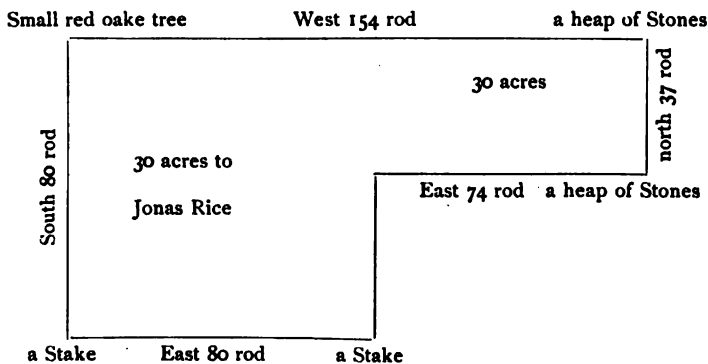 Small red oake tree West 154 rod a heap of Stones
30 acres
north 37 rod
30 acres to
Jonas Rice
South 80 rod
East 74 rod a heap of Stones
a Stake East 80 rod a Stake